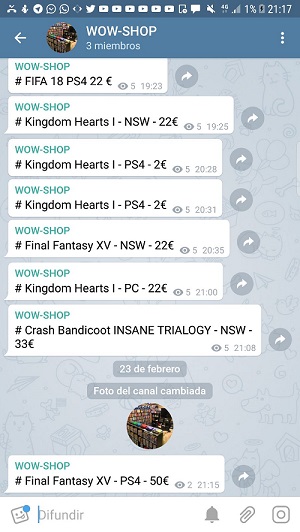 4G 1% 21:17
WOW-SHOP
3 miembros
WOW-SHOP
# FIFA 18 PS4 22 € 5 19:23
WOW-SHOP
# Kingdom Hearts I - NSW - 22€
5 19:25
WOW-SHOP
# Kingdom Hearts I - PS4 - 2€ 5 20:28
WOW-SHOP
# Kingdom Hearts I - PS4 - 2€ 5 20:31
WOW-SHOP
# Final Fantasy XV - NSW - 22€ 5 20:35
WOW-SHOP
# Kingdom Hearts I - PC - 22€ 5 21:00
WOW-SHOP
# Crash Bandicoot INSANE TRIALOGY - NSW -
33€ 5 21:08
23 de febrero
Foto del canal cambiada
WOW-SHOP
# Final Fantasy XV - PS4 - 50€ 2 21:15
Difundir